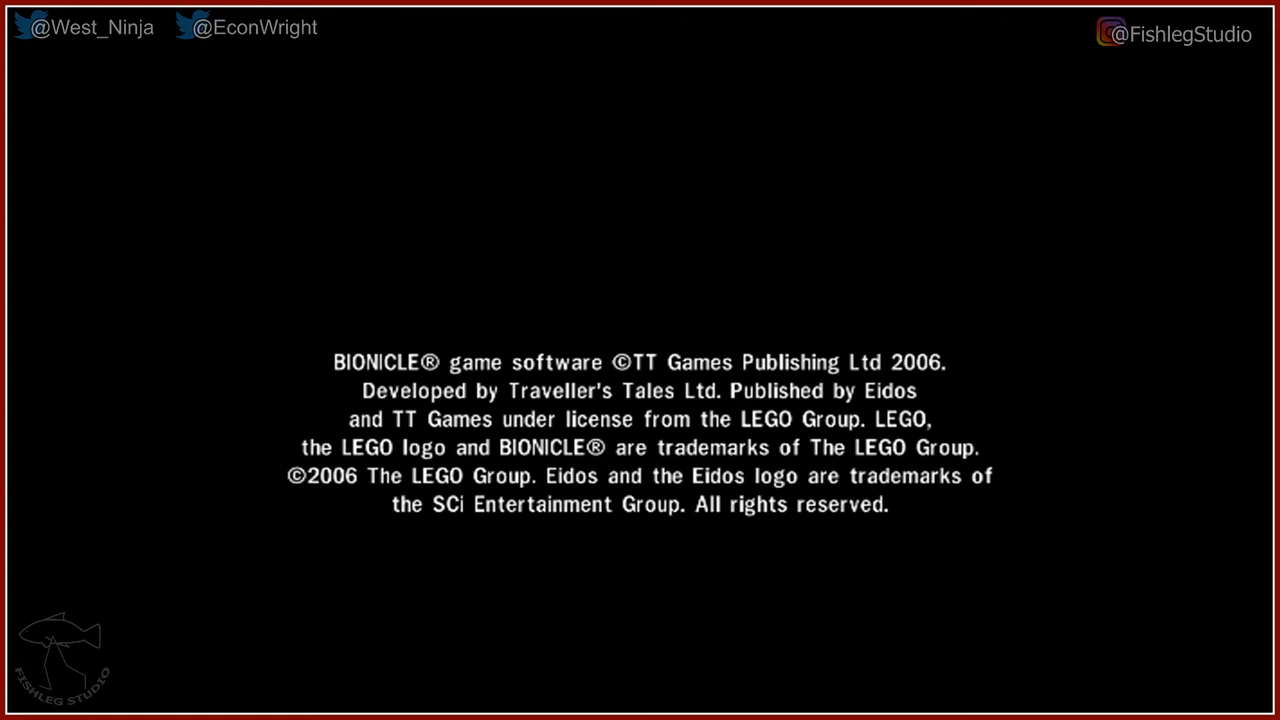 @West_Ninja @EconWright
@FishlegStudio
BIONICLE® game software ©TT Games Publishing Ltd 2006.
Developed by Traveller's Tales Ltd. Published by Eidos
and TT Games under license from the LEGO Group. LEGO,
the LEGO logo and BIONICLE® are trademarks of The LEGO Group.
©2006 The LEGO Group. Eidos and the Eidos logo are trademarks of
the SCi Entertainment Group. All rights reserved.
FISHLEG STUDIO